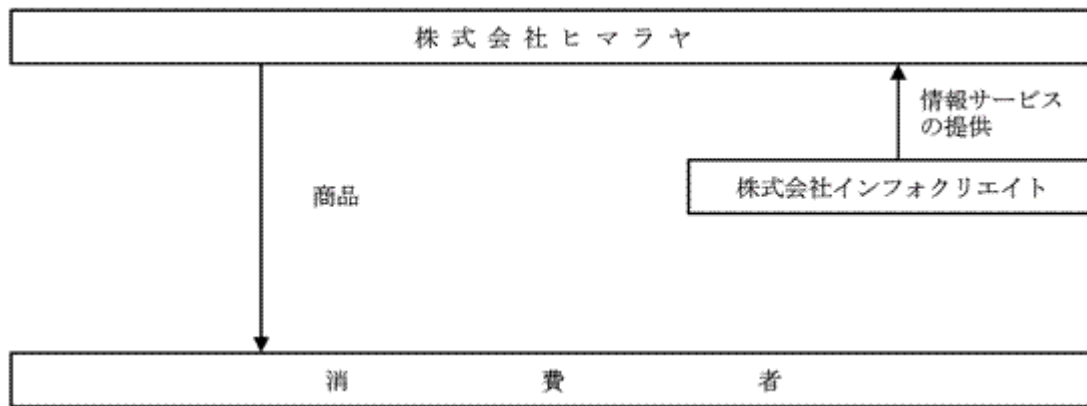 株式会社ヒマラヤ
情報サービス
の提供
株式会社インフォクリエイト
商品
消費者